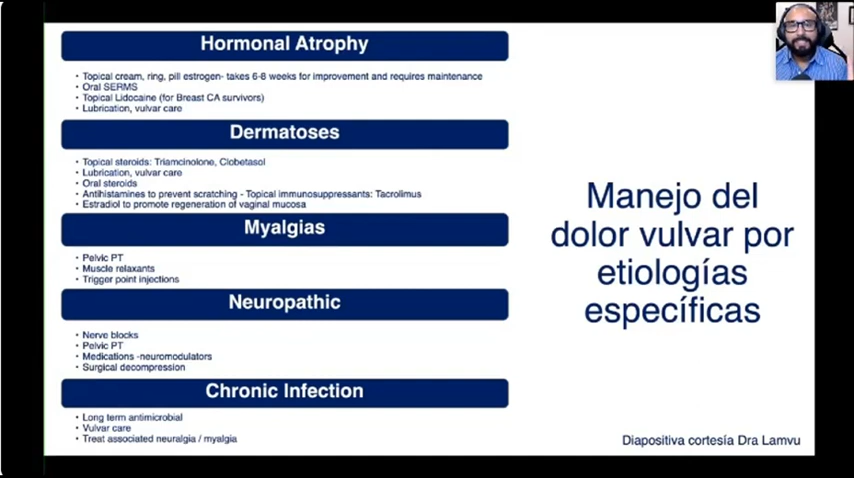 Hormonal Atrophy
• Topical cream, ring, pill estrogen- takes 6-8 weeks for improvement and requires maintenance
• Oral SERMS
• Topical Lidocaine (for Breast CA survivors)
• Lubrication, vulvar care
Dermatoses
• Topical steroids: Triamcinolone, Clobetasol
• Lubrication, vulvar care
• Oral steroids
• Antihistamines to prevent scratching - Topical immunosuppressants: Tacrolimus
• Estradiol to promote regeneration of vaginal mucosa
Myalgias
• Pelvic PT
• Muscle relaxants
• Trigger point injections
Neuropathic
• Nerve blocks
• Pelvic PT
• Medications -neuromodulators
• Surgical decompression
Chronic Infection
• Long term antimicrobial
• Vulvar care
• Treat associated neuralgia / myalgia
Manejo del
dolor vulvar por
etiologías
específicas
Diapositiva cortesía Dra Lamvu